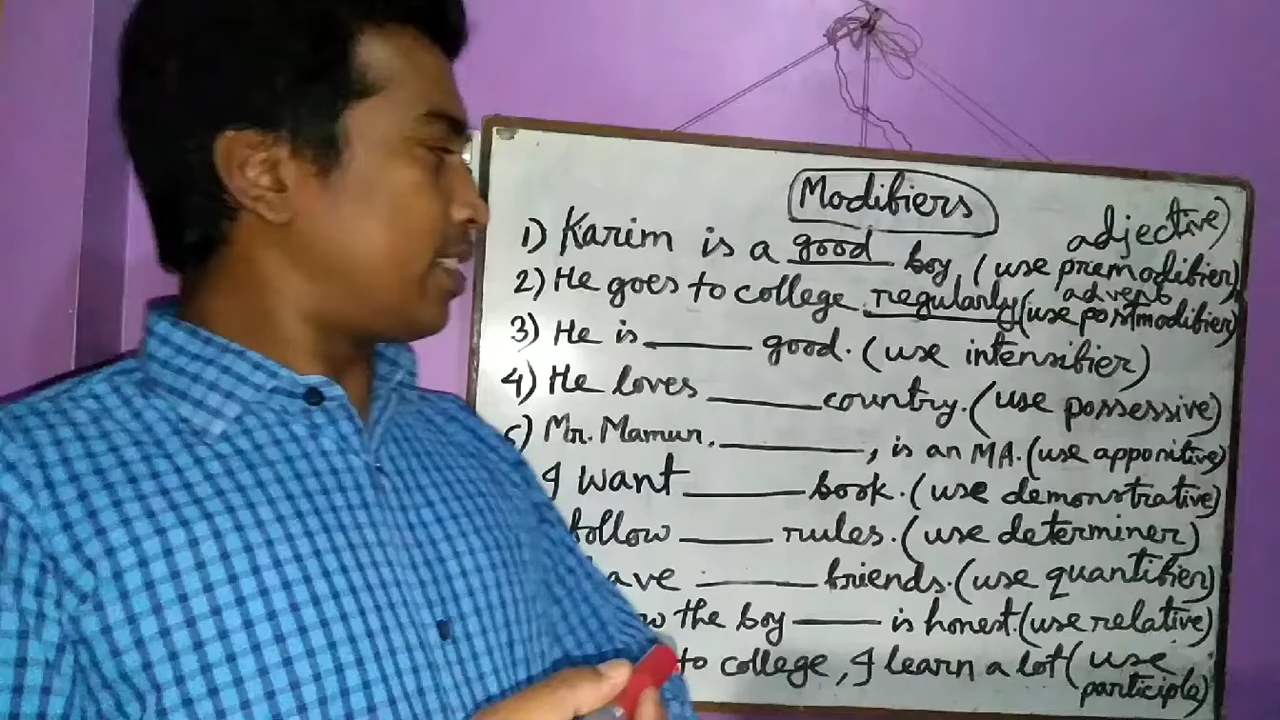 Modifiers
1) Karim is a good boy. (use premodifier) adjective)
2) He goes to college regularly (use postmodifier) adverb
3) He is ______ good. (use intensifier)
4) He loves ______ country. (use possessive)
5) Mr. Mamun, ______, is an MA. (use appositive)
I want ______ book. (use demonstrative)
follow ______ rules. (use determiner)
ave ______ friends. (use quantifier)
w the boy ______ is honest. (use relative)
to college, I learn a lot (use participle)